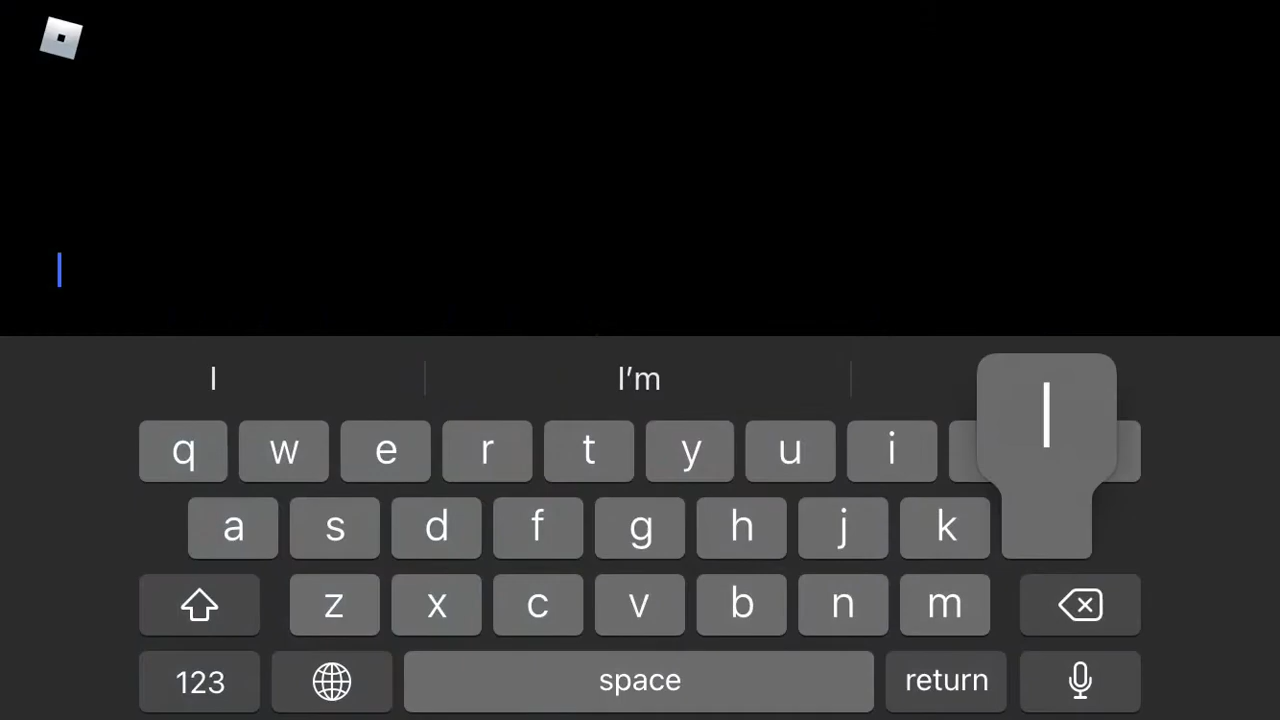 I I’m
q w e r t y u i
l
a s d f g h j k
z x c v b n m
123 space return